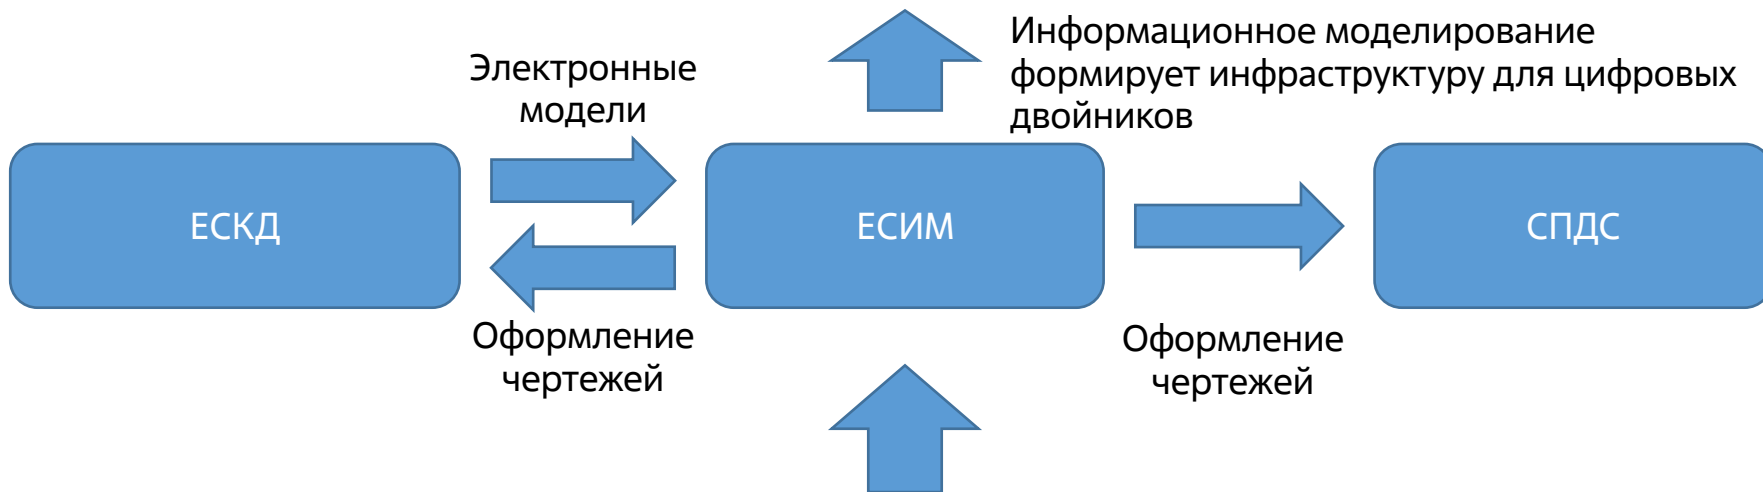 Информационное моделирование
формирует инфраструктуру для цифровых
двойников
Электронные
модели
ЕСКД
ЕСИМ
СПДС
Оформление
чертежей
Оформление
чертежей